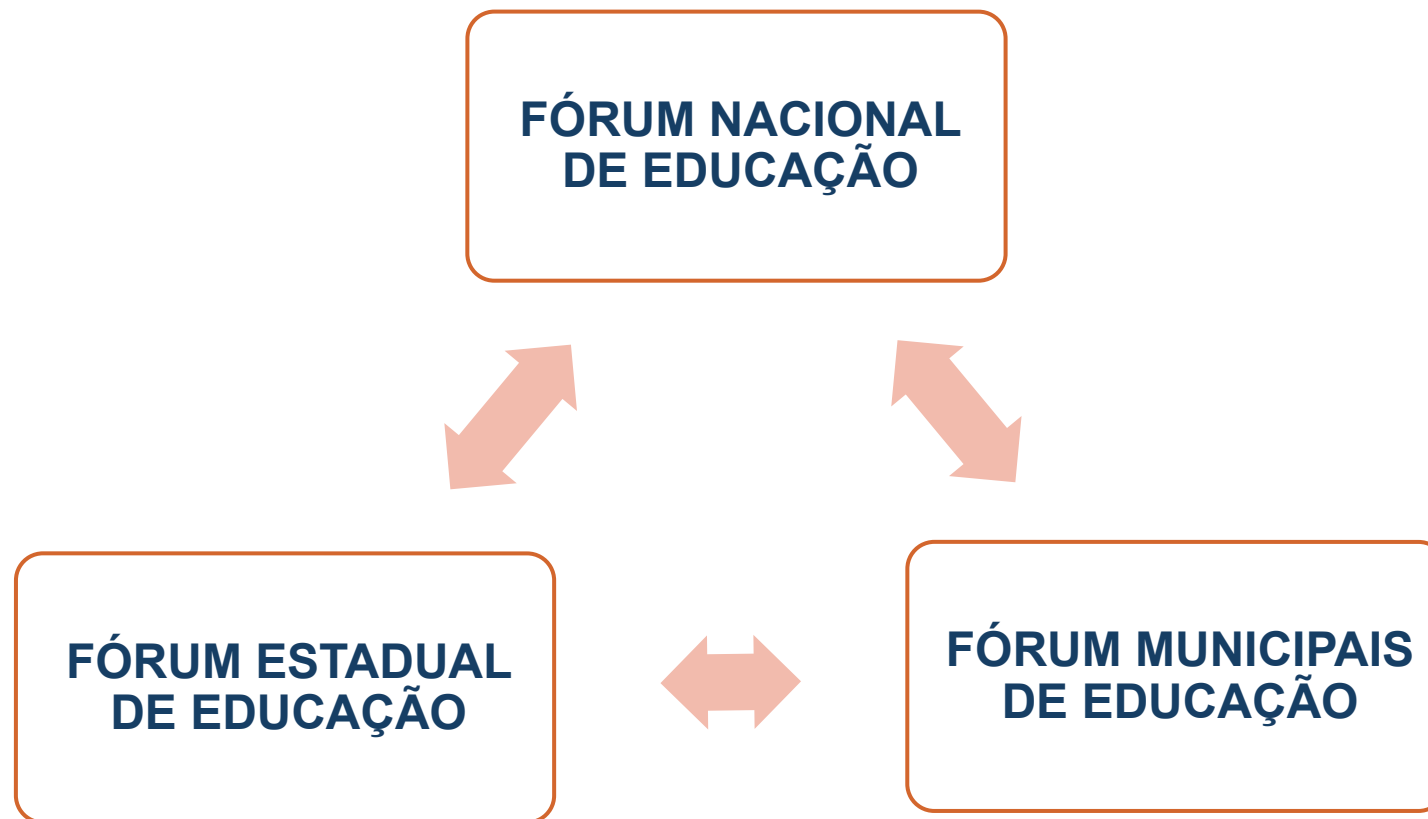 FÓRUM NACIONAL
DE EDUCAÇÃO
FÓRUM ESTADUAL
DE EDUCAÇÃO
FÓRUM MUNICIPAIS
DE EDUCAÇÃO